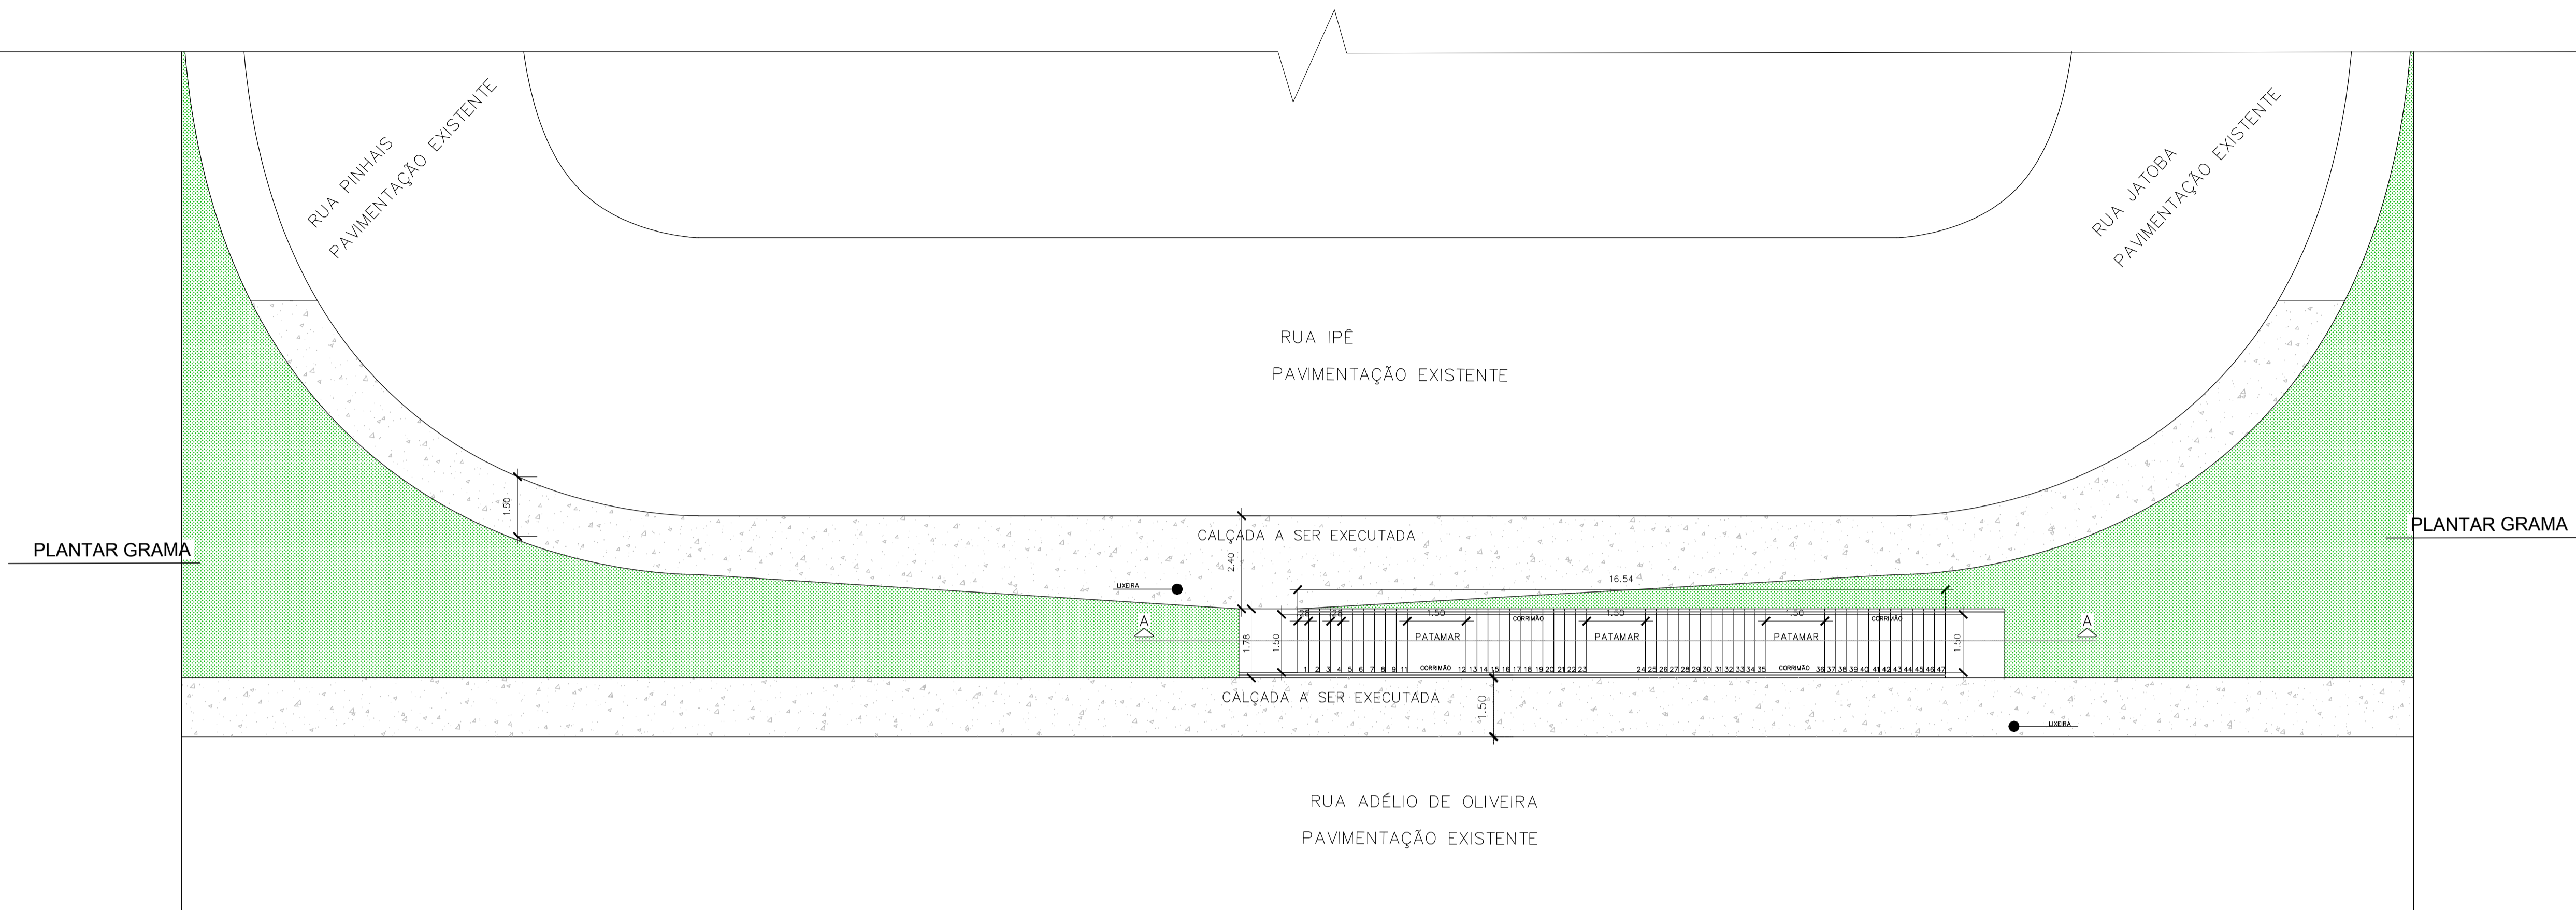 RUA PINHAIS
PAVIMENTAÇÃO EXISTENTE
RUA JATOBA
PAVIMENTAÇÃO EXISTENTE
RUA IPÊ
PAVIMENTAÇÃO EXISTENTE
1.50
PLANTAR GRAMA
PLANTAR GRAMA
CALÇADA A SER EXECUTADA
2.40
LIXEIRA
16.54
.28 .28 1.50 1.50 1.50
CORRIMÃO CORRIMÃO
A A
1.78 1.50 PATAMAR PATAMAR PATAMAR 1.50
1 2 3 4 5 6 7 8 9 11 CORRIMÃO 12 13 14 15 16 17 18 19 20 21 22 23 24 25 26 27 28 29 30 31 32 33 34 35 CORRIMÃO 36 37 38 39 40 41 42 43 44 45 46 47
CALÇADA A SER EXECUTADA
1.50
LIXEIRA
RUA ADÉLIO DE OLIVEIRA
PAVIMENTAÇÃO EXISTENTE